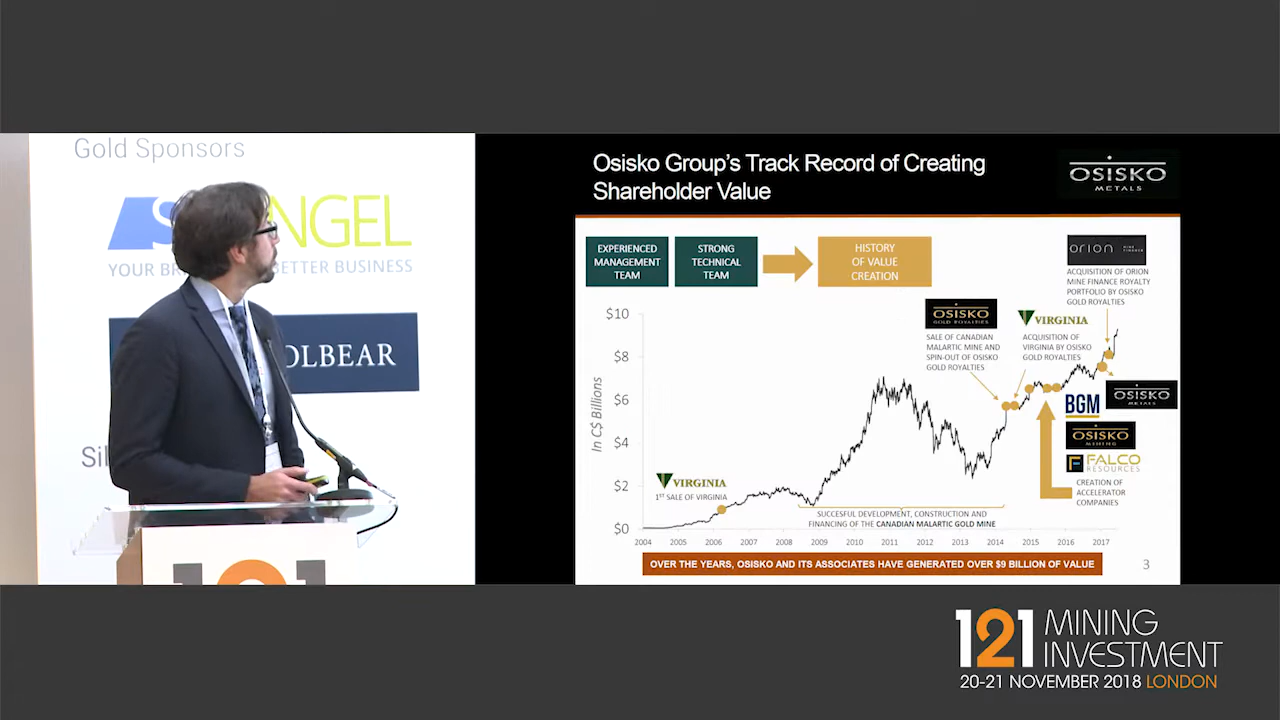 Gold Sponsors
NGEL
YOUR BR
ETTER BUSINESS
OLBEAR
Sil
121
Osisko Group's Track Record of Creating
Shareholder Value
OSISKO
METALS
EXPERIENCED
MANAGEMENT
TEAM
STRONG
TECHNICAL
TEAM
HISTORY
OF VALUE
CREATION
orion MINE FINANCE
ACQUISITION OF ORION
MINE FINANCE ROYALTY
PORTFOLIO BY OSISKO
GOLD ROYALTIES
OSISKO
GOLD ROYALTIES
SALE OF CANADIAN
MALARTIC MINE AND
SPIN-OUT OF OSISKO
GOLD ROYALTIES
VIRGINIA
ACQUISITION OF
VIRGINIA BY OSISKO
GOLD ROYALTIES
OSISKO
METALS
BGM
OSISKO
MINING
FALCO
RESOURCES
CREATION OF
ACCELERATOR
COMPANIES
VIRGINIA
1ST SALE OF VIRGINIA
SUCCESFUL DEVELOPMENT, CONSTRUCTION AND
FINANCING OF THE CANADIAN MALARTIC GOLD MINE
In C$ Billions
$10
$8
$6
$4
$2
$0
2004 2005 2006 2007 2008 2009 2010 2011 2012 2013 2014 2015 2016 2017
OVER THE YEARS, OSISKO AND ITS ASSOCIATES HAVE GENERATED OVER $9 BILLION OF VALUE
3
121 MINING
INVESTMENT
20-21 NOVEMBER 2018 LONDON